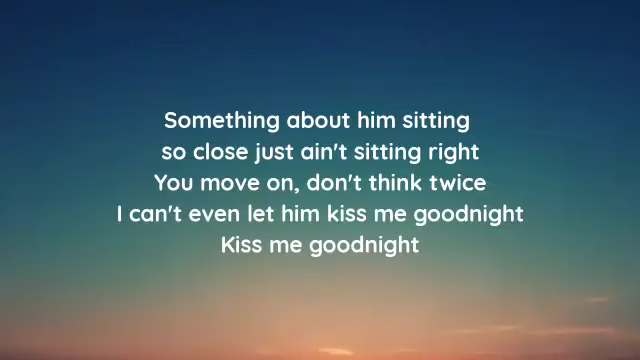 Something about him sitting
so close just ain't sitting right
You move on, don't think twice
I can't even let him kiss me goodnight
Kiss me goodnight